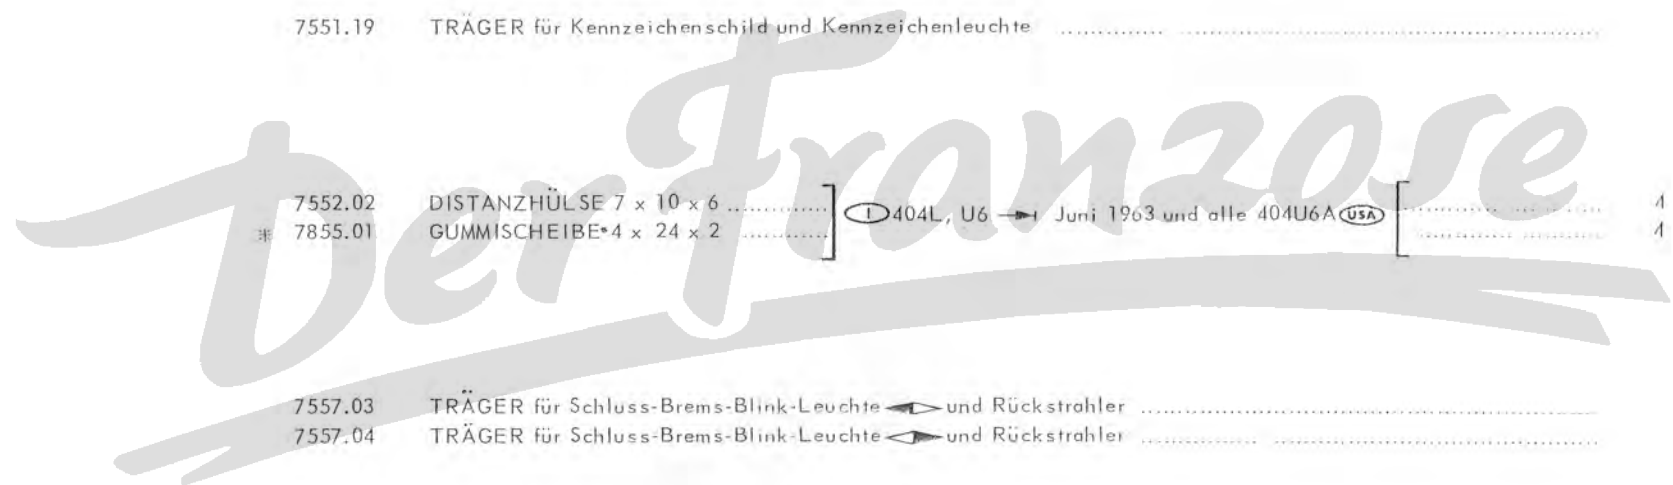 7551.19 TRÄGER für Kennzeichenschild und Kennzeichenleuchte
Der Franzose
7552.02 DISTANZHÜLSE 7 x 10 x 6 1
* 7855.01 GUMMISCHEIBE 4 x 24 x 2 1
I 404L, U6 Juni 1963 und alle 404U6A USA
7557.03 TRÄGER für Schluss-Brems-Blink-Leuchte und Rückstrahler
7557.04 TRÄGER für Schluss-Brems-Blink-Leuchte und Rückstrahler